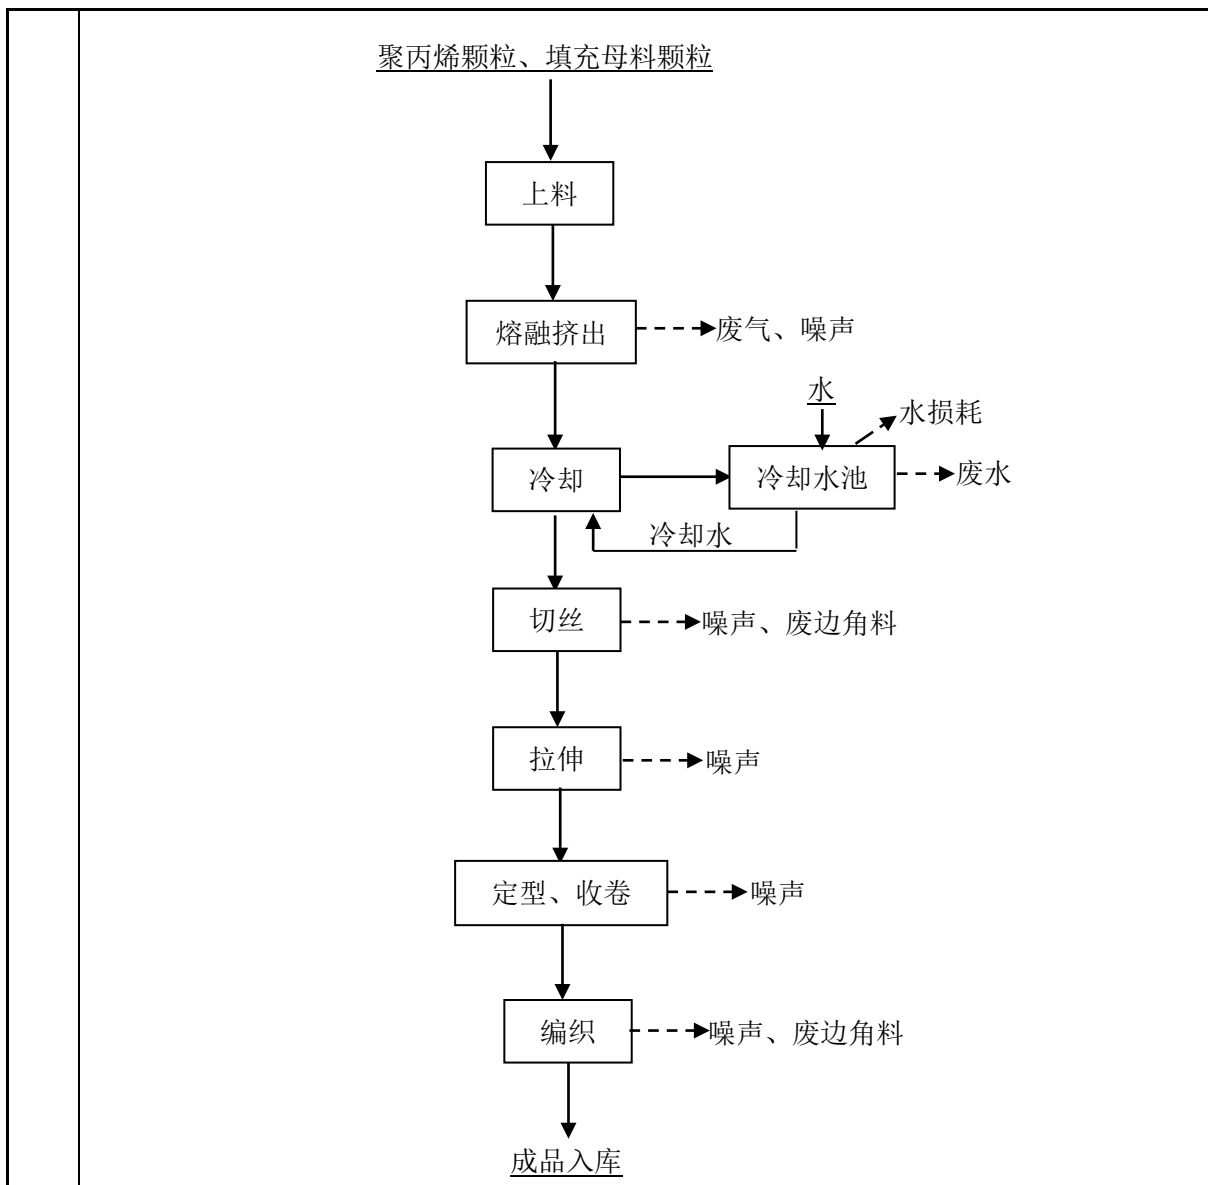 聚丙烯颗粒、填充母料颗粒
上料
熔融挤出
废气、噪声
水
水损耗
冷却
冷却水池
废水
冷却水
切丝
噪声、废边角料
拉伸
噪声
定型、收卷
噪声
编织
噪声、废边角料
成品入库